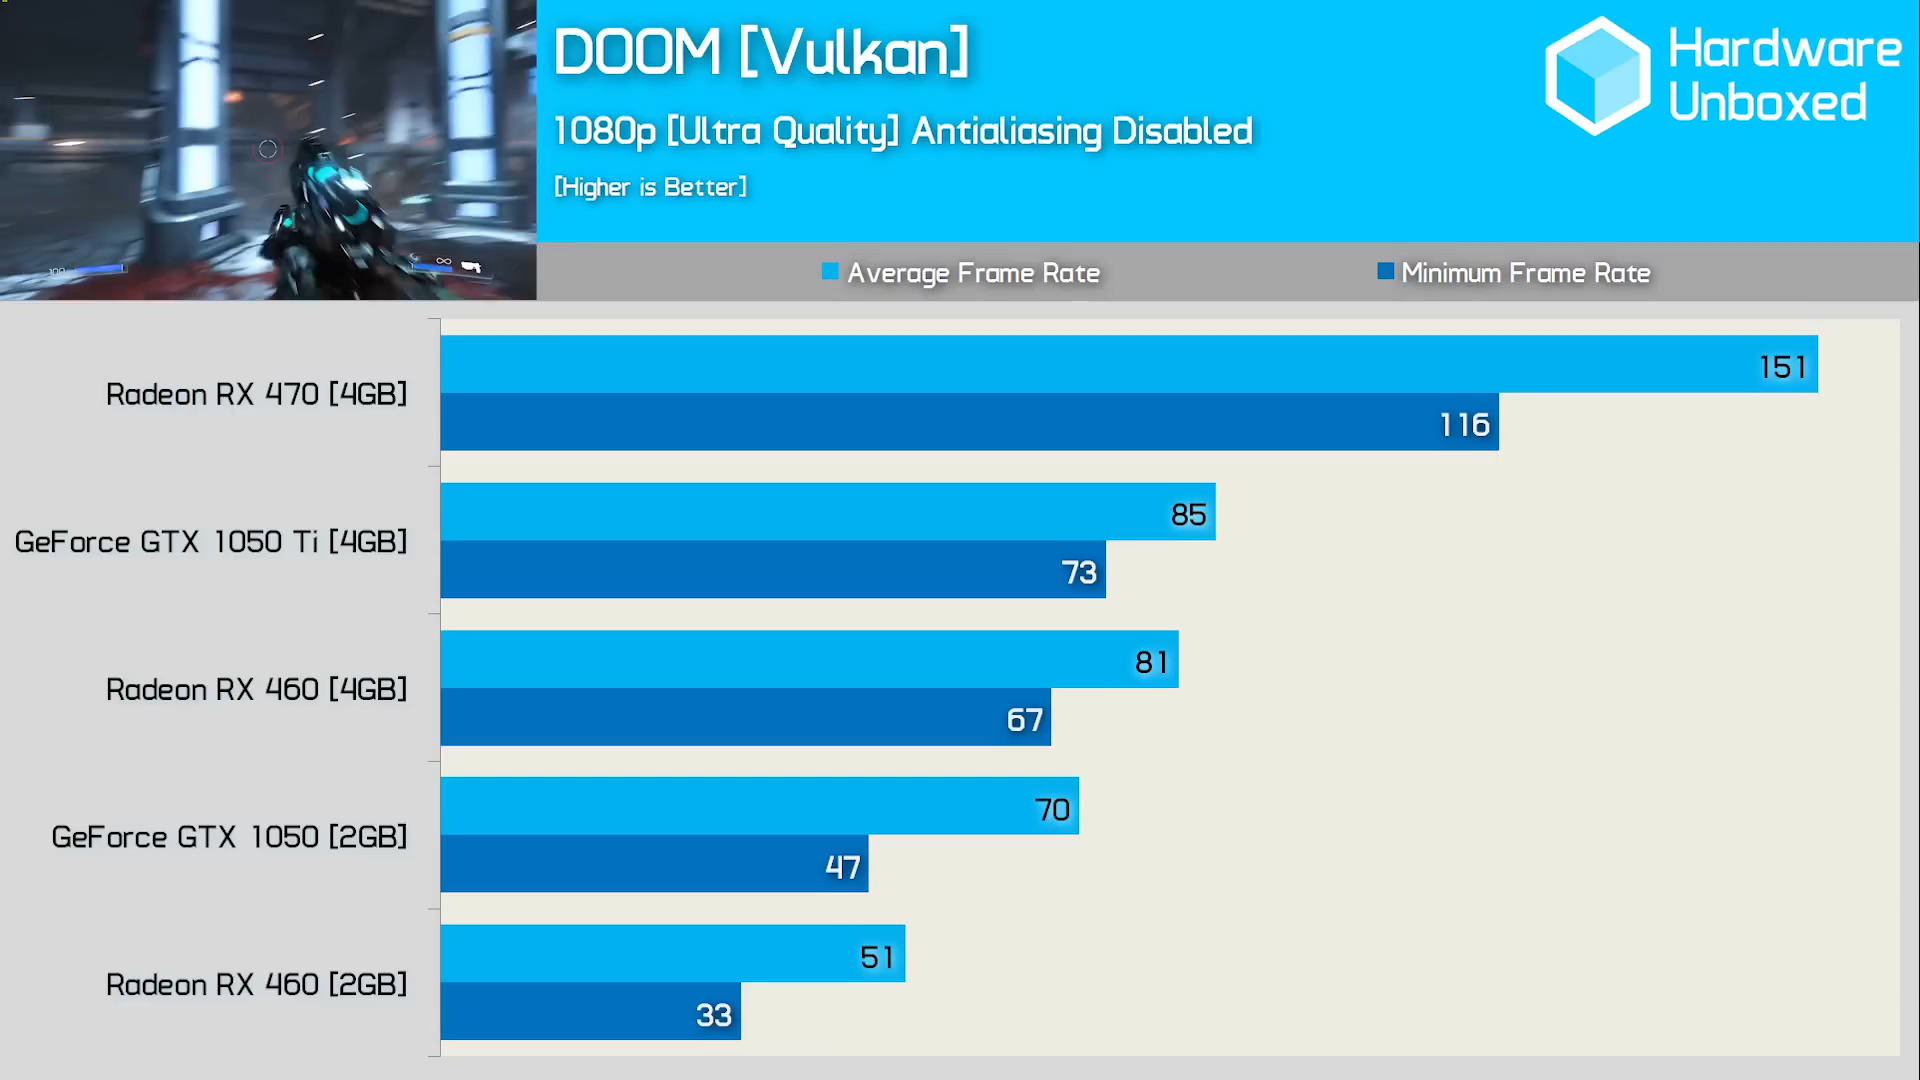 DOOM [Vulkan]
Hardware
Unboxed
1080p [Ultra Quality] Antialiasing Disabled
[Higher is Better]
100
∞
Average Frame Rate
Minimum Frame Rate
Radeon RX 470 [4GB]
151
116
GeForce GTX 1050 Ti [4GB]
85
73
Radeon RX 460 [4GB]
81
67
GeForce GTX 1050 [2GB]
70
47
Radeon RX 460 [2GB]
51
33